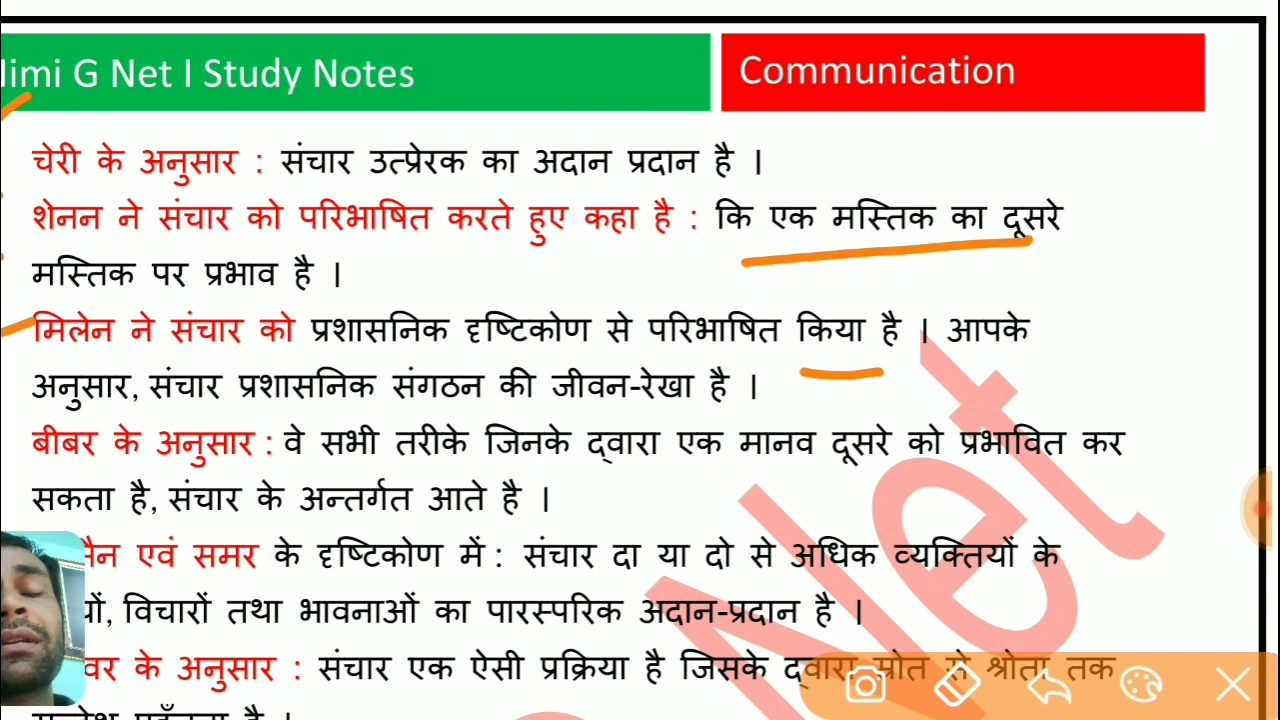 imi G Net I Study Notes
Communication
चेरी के अनुसार : संचार उत्प्रेरक का अदान प्रदान है ।
शेनन ने संचार को परिभाषित करते हुए कहा है : कि एक मस्तिक का दूसरे
मस्तिक पर प्रभाव है ।
मिलेन ने संचार को प्रशासनिक दृष्टिकोण से परिभाषित किया है । आपके
अनुसार, संचार प्रशासनिक संगठन की जीवन-रेखा है ।
बीबर के अनुसार : वे सभी तरीके जिनके द्वारा एक मानव दूसरे को प्रभावित कर
सकता है, संचार के अन्तर्गत आते है ।
एवं समर के दृष्टिकोण में : संचार दा या दो से अधिक व्यक्तियों के
विचारों तथा भावनाओं का पारस्परिक अदान-प्रदान है ।
के अनुसार : संचार एक ऐसी प्रक्रिया है जिसके द्वारा स्रोत से श्रोता तक
Net